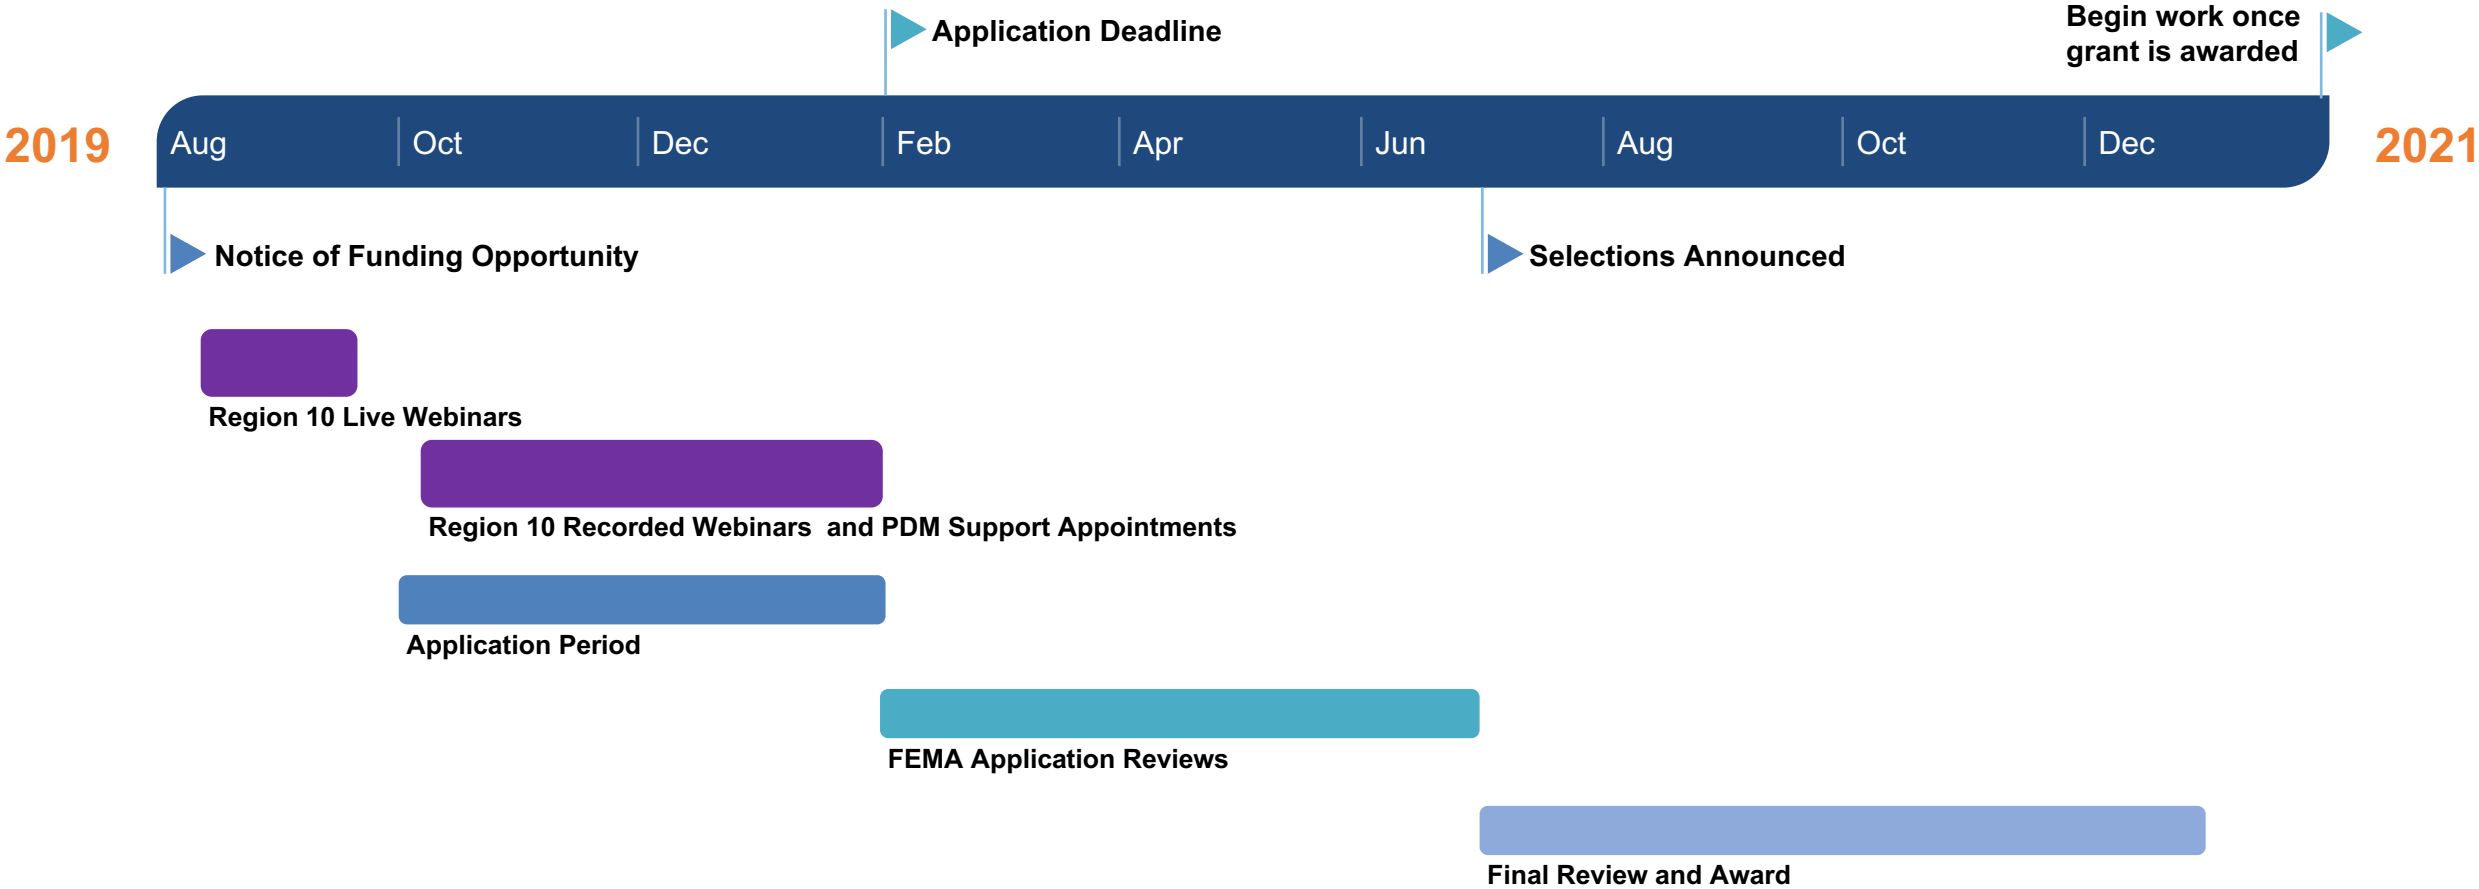 Application Deadline
Begin work once
grant is awarded
2019
Aug
Oct
Dec
Feb
Apr
Jun
Aug
Oct
Dec
2021
Notice of Funding Opportunity
Selections Announced
Region 10 Live Webinars
Region 10 Recorded Webinars  and PDM Support Appointments
Application Period
FEMA Application Reviews
Final Review and Award